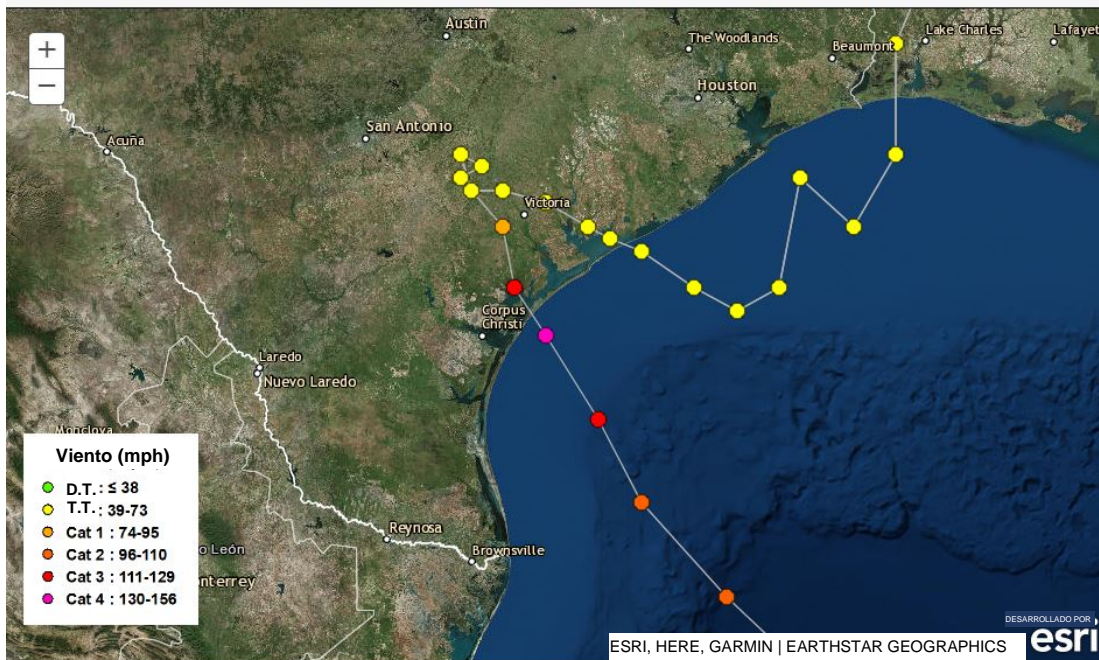 Austin
The Woodlands
Lake Charles
Lafayet
Beaumont
+
−
Houston
San Antonio
Acuña
Victoria
Corpus
Christi
Laredo
Nuevo Laredo
Monclova
Viento (mph)
D.T. : ≤ 38
T.T. : 39-73
Cat 1 : 74-95
Cat 2 : 96-110
Cat 3 : 111-129
Cat 4 : 130-156
Reynosa
Brownsville
o León
onterrey
DESARROLLADO POR
ESRI, HERE, GARMIN | EARTHSTAR GEOGRAPHICS
esri